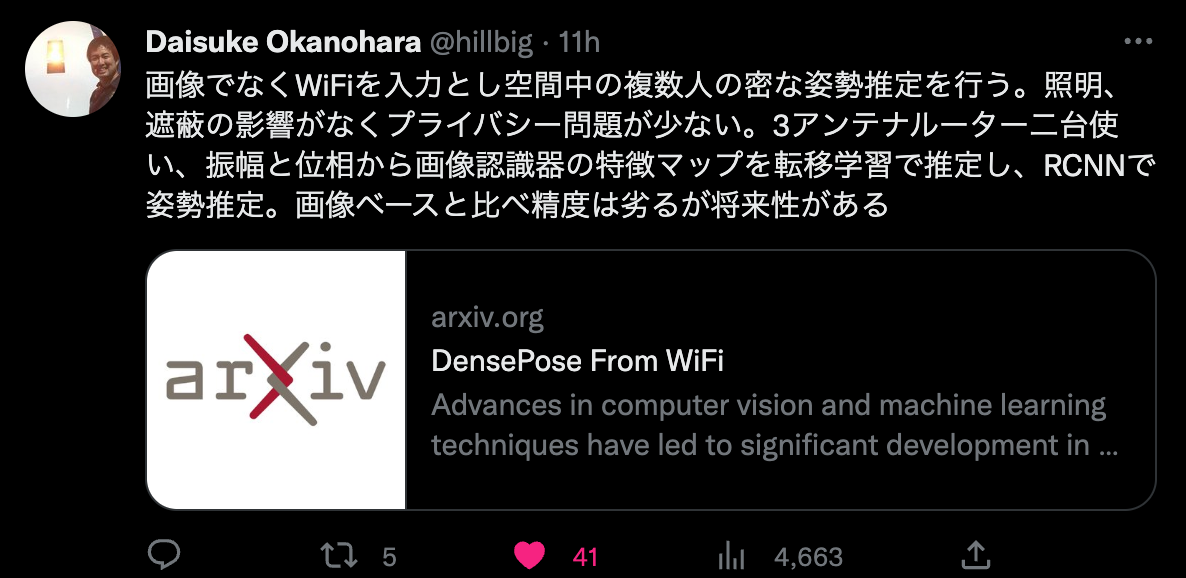 Daisuke Okanohara @hillbig · 11h
画像でなくWiFiを入力とし空間中の複数人の密な姿勢推定を行う。照明、
遮蔽の影響がなくプライバシー問題が少ない。3アンテナルーター二台使
い、振幅と位相から画像認識器の特徴マップを転移学習で推定し、RCNNで
姿勢推定。画像ベースと比べ精度は劣るが将来性がある
arXiv
arxiv.org
DensePose From WiFi
Advances in computer vision and machine learning
techniques have led to significant development in ...
5 41 4,663